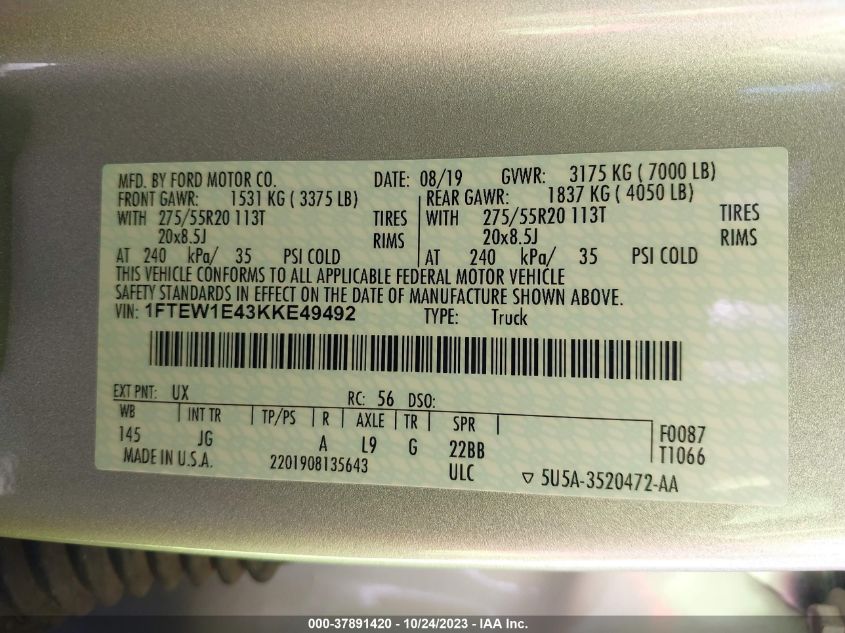 MFD. BY FORD MOTOR CO. DATE: 08/19 GVWR: 3175 KG ( 7000 LB)
FRONT GAWR: 1531 KG ( 3375 LB) REAR GAWR: 1837 KG ( 4050 LB)
WITH 275/55R20 113T TIRES WITH 275/55R20 113T TIRES
20x8.5J RIMS 20x8.5J RIMS
AT 240 kPa/ 35 PSI COLD AT 240 kPa/ 35 PSI COLD
THIS VEHICLE CONFORMS TO ALL APPLICABLE FEDERAL MOTOR VEHICLE
SAFETY STANDARDS IN EFFECT ON THE DATE OF MANUFACTURE SHOWN ABOVE.
VIN: 1FTEW1E43KKE49492 TYPE: Truck
EXT PNT: UX RC: 56 DSO:
WB INT TR TP/PS R AXLE TR SPR F0087
145 JG A L9 G 22BB T1066
MADE IN U.S.A. 2201908135643 ULC 5U5A-3520472-AA
000-37891420 - 10/24/2023 - IAA Inc.